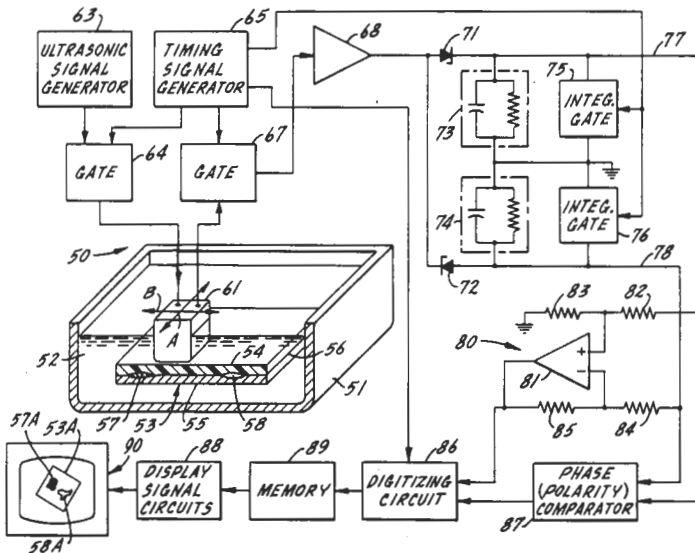 63
65
ULTRASONIC SIGNAL GENERATOR
TIMING SIGNAL GENERATOR
68
71
77
75
INTEG. GATE
73
64
67
GATE
GATE
74
INTEG. GATE
76
50
61
B
A
72
78
83
82
80
81
+
−
52
54
56
51
57
53
55
58
85
84
57A
53A
90
88
89
86
DISPLAY SIGNAL CIRCUITS
MEMORY
DIGITIZING CIRCUIT
PHASE (POLARITY) COMPARATOR
87
58A